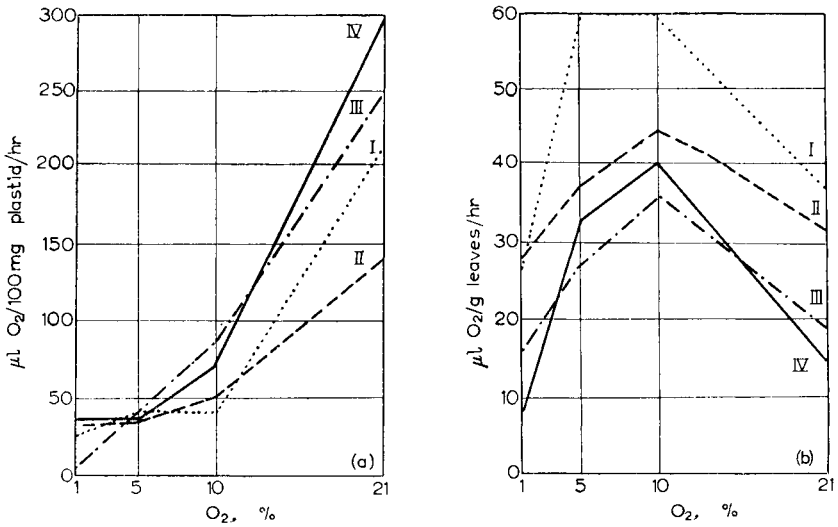 300
250
200
150
100
50
0
μl O₂/100mg plastid/hr
IV
III
I
II
(a)
1 5 10 21
O₂, %
60
50
40
30
20
10
0
μl O₂/g leaves/hr
I
II
III
IV
(b)
1 5 10 21
O₂, %